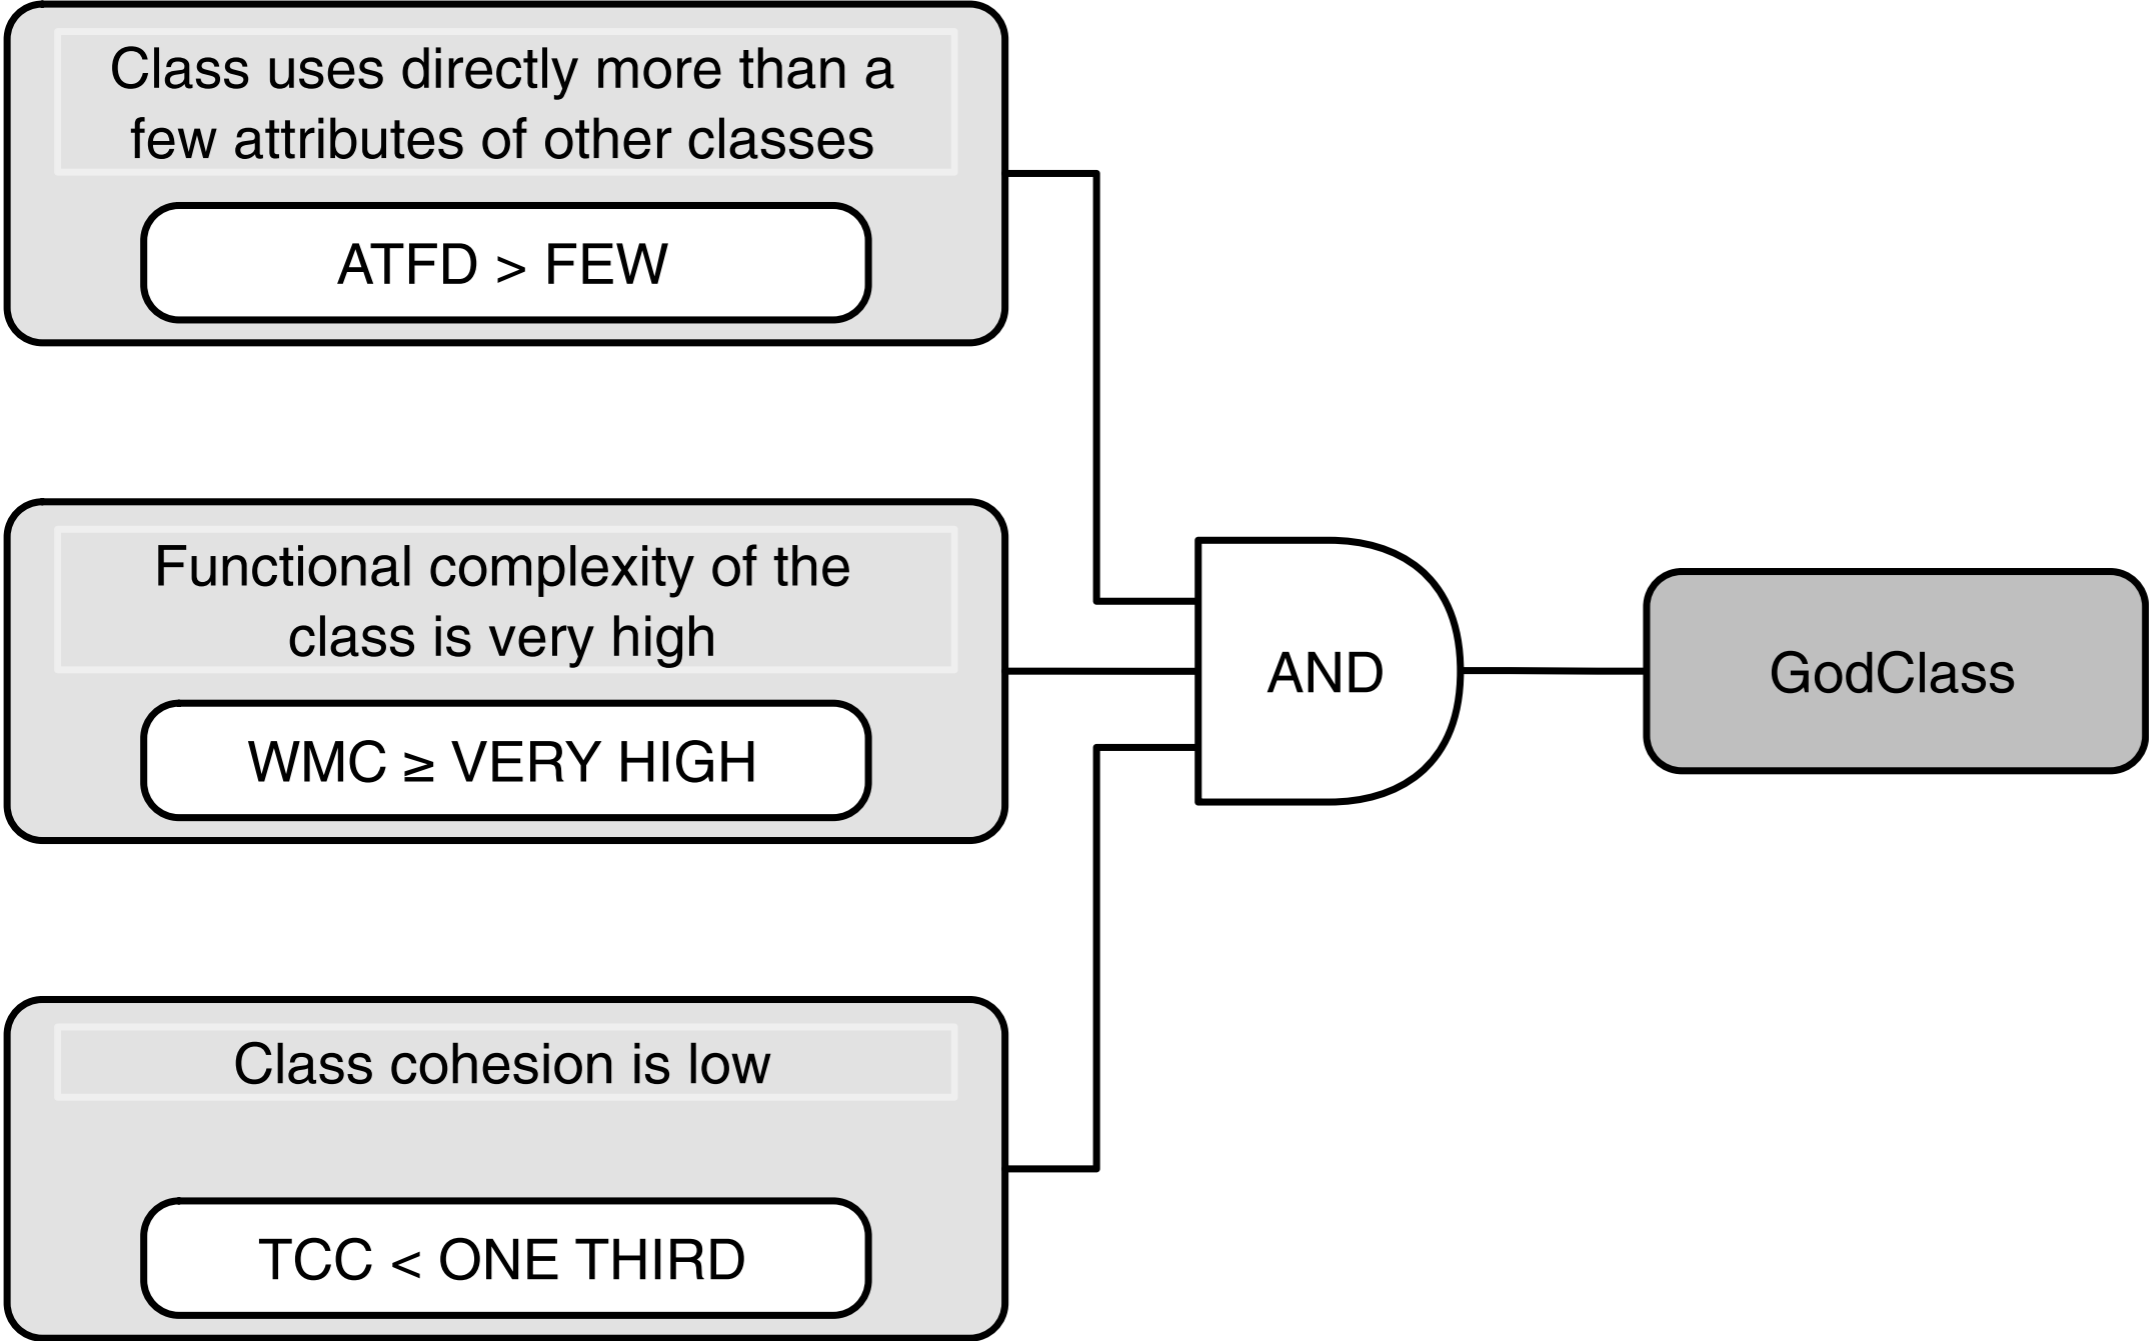 Class uses directly more than a
few attributes of other classes
ATFD > FEW
Functional complexity of the
class is very high
WMC ≥ VERY HIGH
Class cohesion is low
TCC < ONE THIRD
AND
GodClass